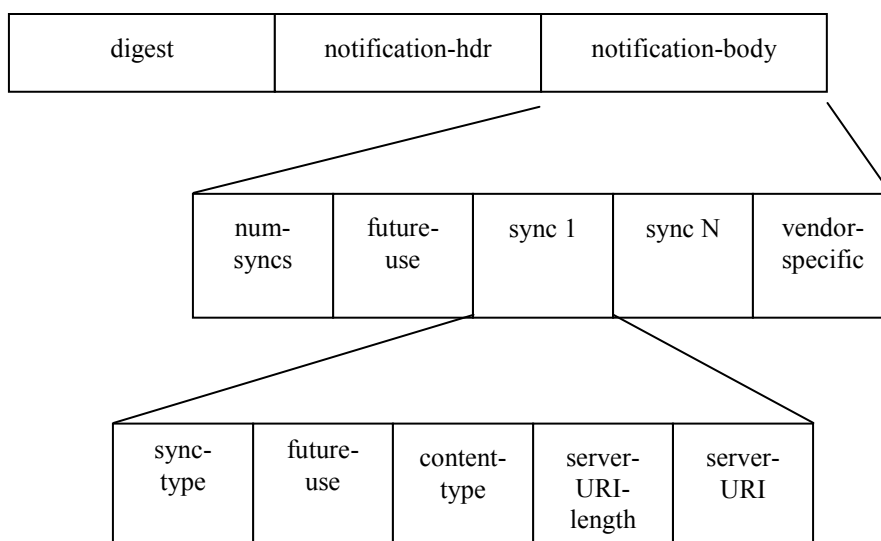 digest
notification-hdr
notification-body
num-
syncs
future-
use
sync 1
sync N
vendor-
specific
sync-
type
future-
use
content-
type
server-
URI-
length
server-
URI